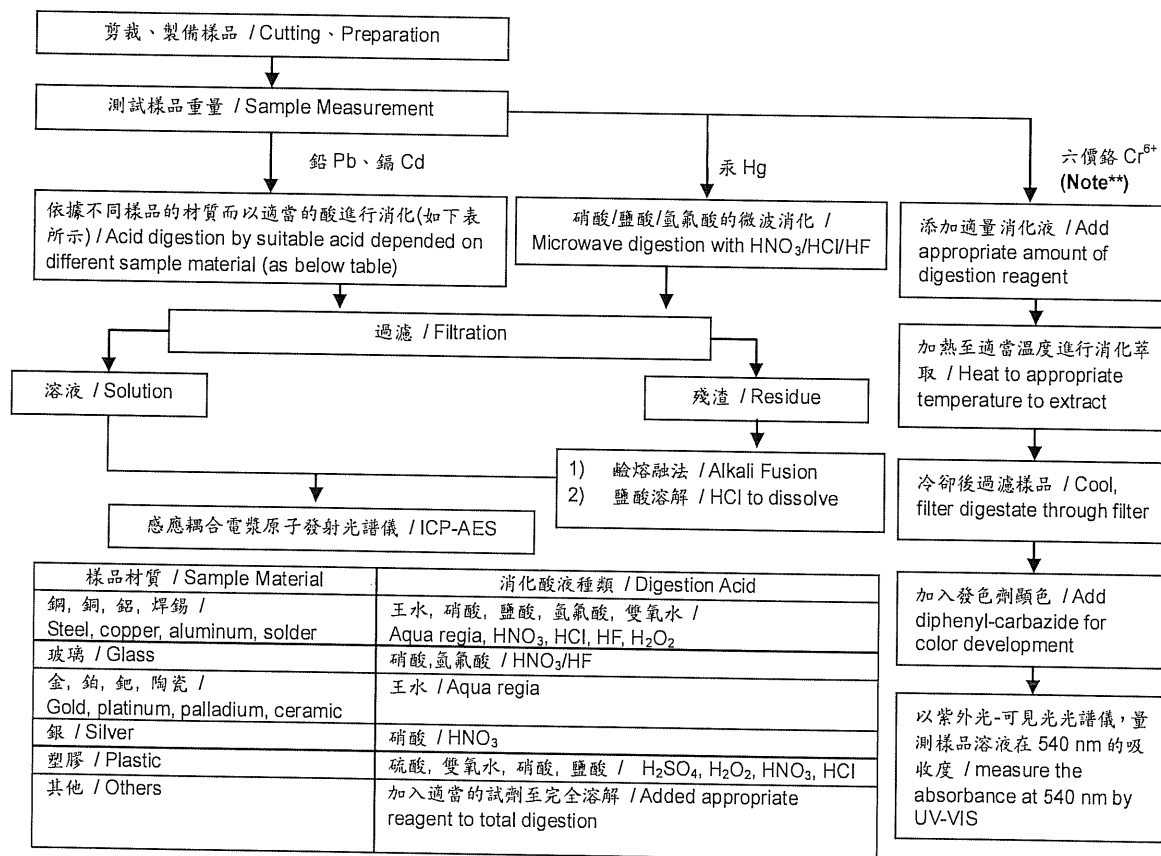 剪裁、製備樣品 / Cutting、Preparation
測試樣品重量 / Sample Measurement
鉛 Pb、鎘 Cd
汞 Hg
六價鉻 Cr⁶⁺
(Note**)
依據不同樣品的材質而以適當的酸進行消化(如下表
所示) / Acid digestion by suitable acid depended on
different sample material (as below table)
硝酸/鹽酸/氫氟酸的微波消化 /
Microwave digestion with HNO₃/HCl/HF
添加適量消化液 / Add
appropriate amount of
digestion reagent
過濾 / Filtration
加熱至適當溫度進行消化萃
取 / Heat to appropriate
temperature to extract
溶液 / Solution
殘渣 / Residue
1) 鹼熔融法 / Alkali Fusion
2) 鹽酸溶解 / HCl to dissolve
冷卻後過濾樣品 / Cool,
filter digestate through filter
感應耦合電漿原子發射光譜儀 / ICP-AES
加入發色劑顯色 / Add
diphenyl-carbazide for
color development
以紫外光-可見光光譜儀,量
測樣品溶液在 540 nm 的吸
收度 / measure the
absorbance at 540 nm by
UV-VIS
樣品材質 / Sample Material 消化酸液種類 / Digestion Acid
鋼, 銅, 鋁, 焊錫 / 王水, 硝酸, 鹽酸, 氫氟酸, 雙氧水 /
Steel, copper, aluminum, solder Aqua regia, HNO₃, HCl, HF, H₂O₂
玻璃 / Glass 硝酸,氫氟酸 / HNO₃/HF
金, 鉑, 鈀, 陶瓷 / 王水 / Aqua regia
Gold, platinum, palladium, ceramic
銀 / Silver 硝酸 / HNO₃
塑膠 / Plastic 硫酸, 雙氧水, 硝酸, 鹽酸 / H₂SO₄, H₂O₂, HNO₃, HCl
其他 / Others 加入適當的試劑至完全溶解 / Added appropriate
reagent to total digestion